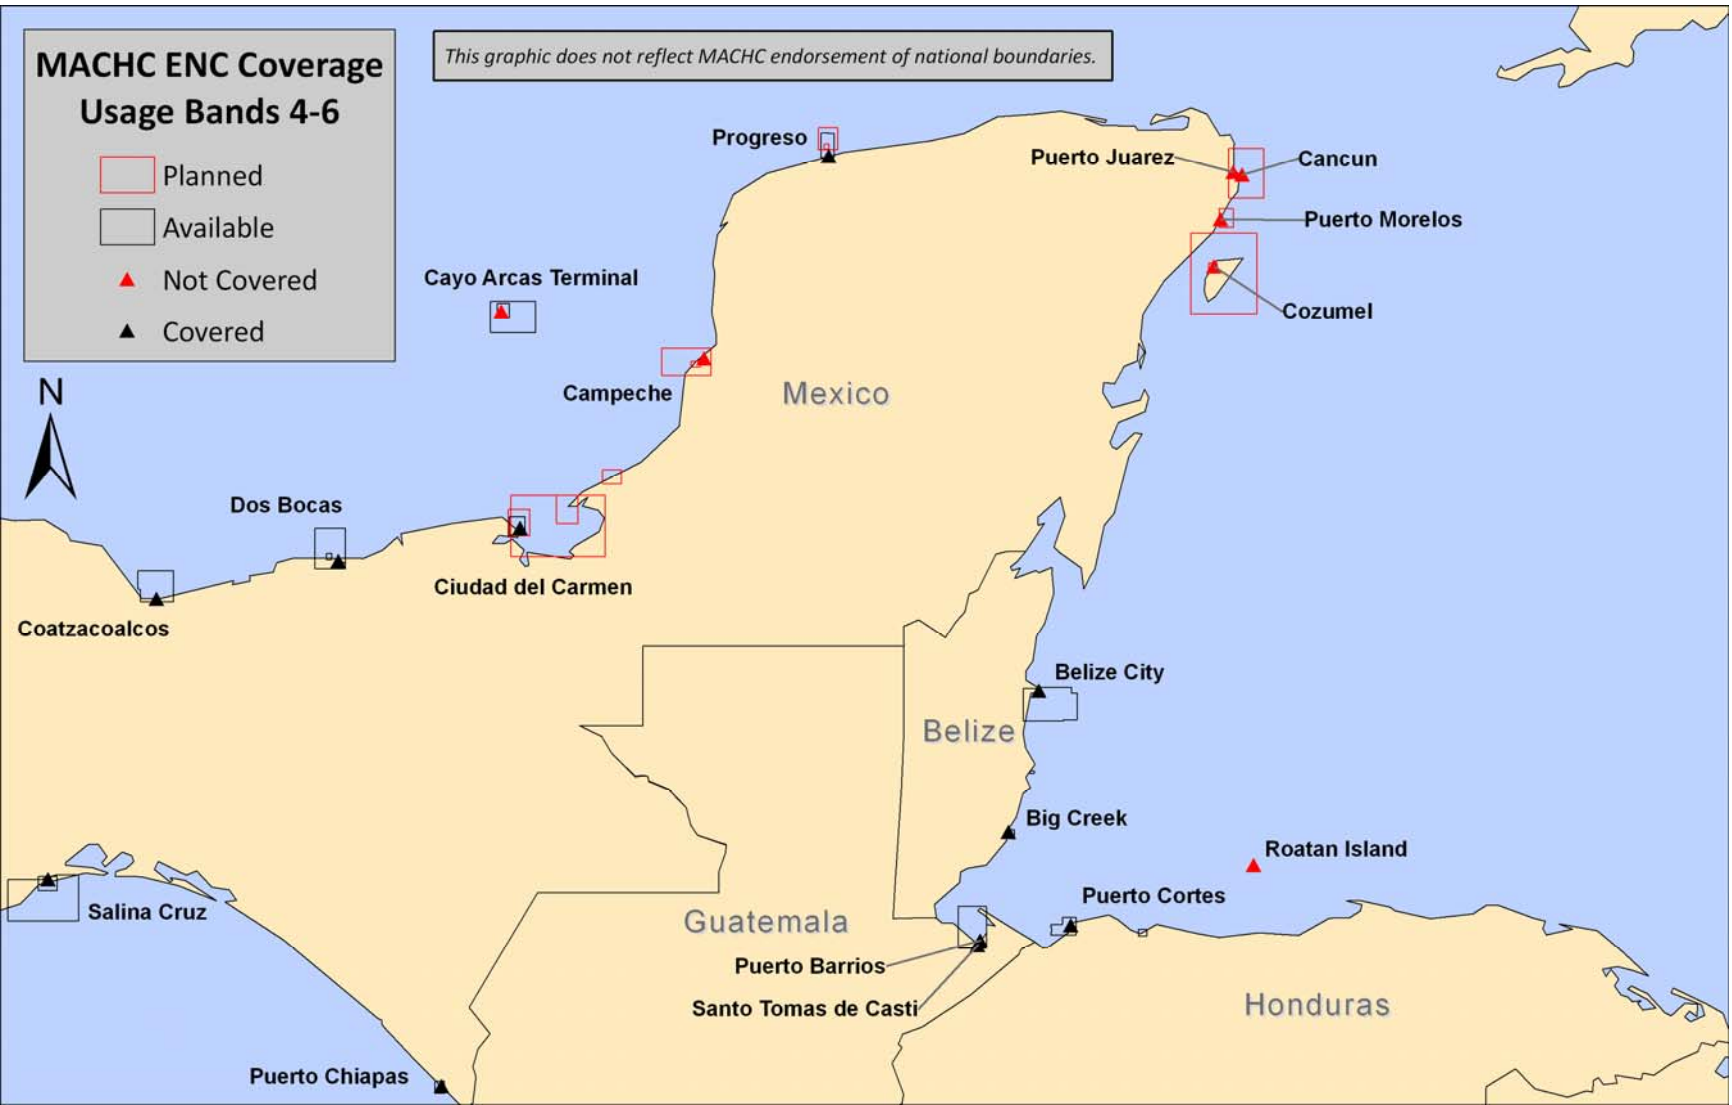 MACHC ENC Coverage
Usage Bands 4-6
Planned
Available
Not Covered
Covered
This graphic does not reflect MACHC endorsement of national boundaries.
N
Progreso
Puerto Juarez
Cancun
Puerto Morelos
Cayo Arcas Terminal
Cozumel
Campeche
Mexico
Dos Bocas
Ciudad del Carmen
Coatzacoalcos
Belize City
Belize
Big Creek
Roatan Island
Puerto Cortes
Salina Cruz
Guatemala
Puerto Barrios
Santo Tomas de Casti
Honduras
Puerto Chiapas